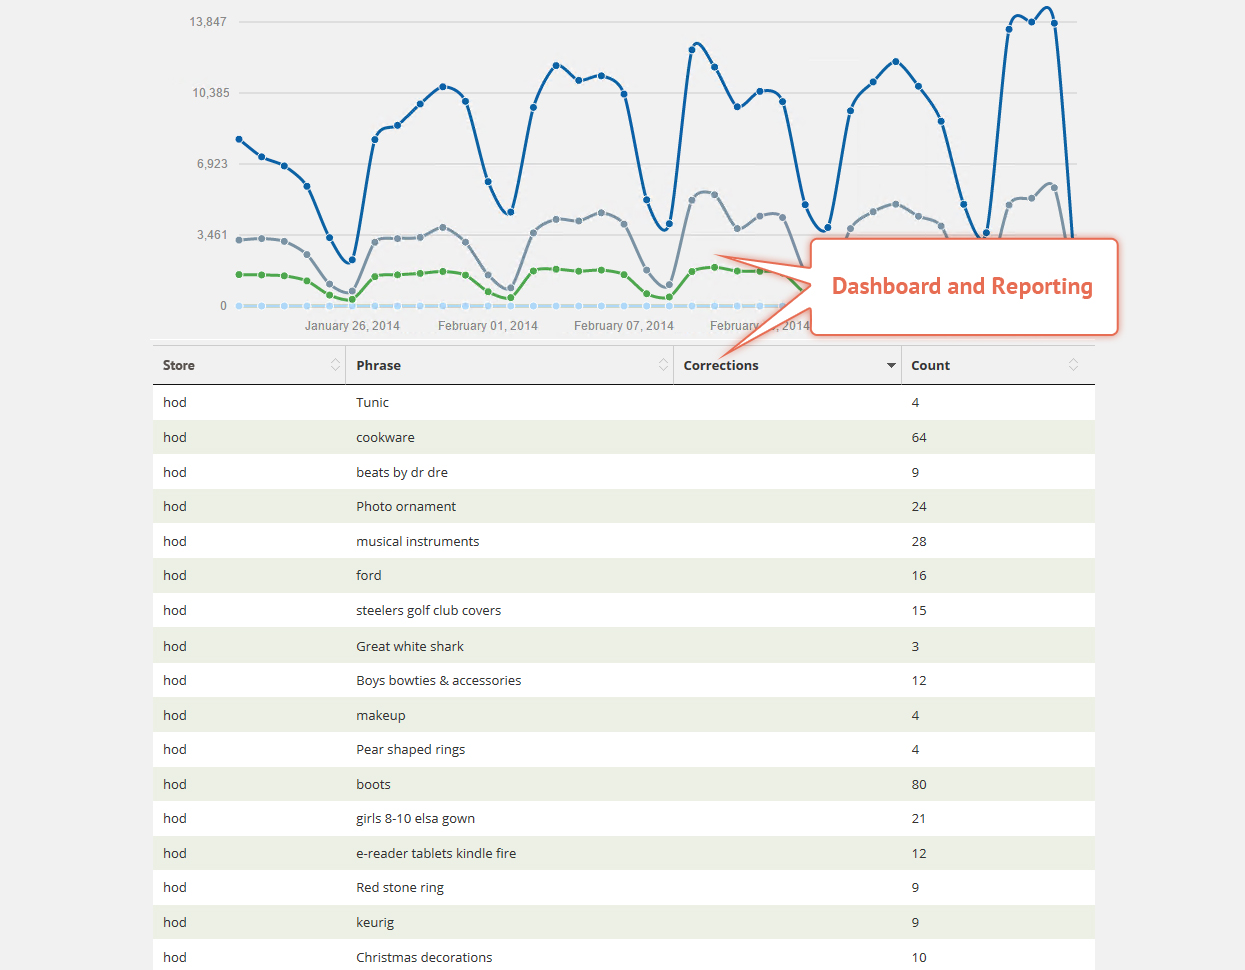 13,847
10,385
6,923
3,461
0
January 26, 2014 February 01, 2014 February 07, 2014 2014
Dashboard and Reporting
Store Phrase Corrections Count
hod Tunic 4
hod cookware 64
hod beats by dr dre 9
hod Photo ornament 24
hod musical instruments 28
hod ford 16
hod steelers golf club covers 15
hod Great white shark 3
hod Boys bowties & accessories 12
hod makeup 4
hod Pear shaped rings 4
hod boots 80
hod girls 8-10 elsa gown 21
hod e-reader tablets kindle fire 12
hod Red stone ring 9
hod keurig 9
hod Christmas decorations 10